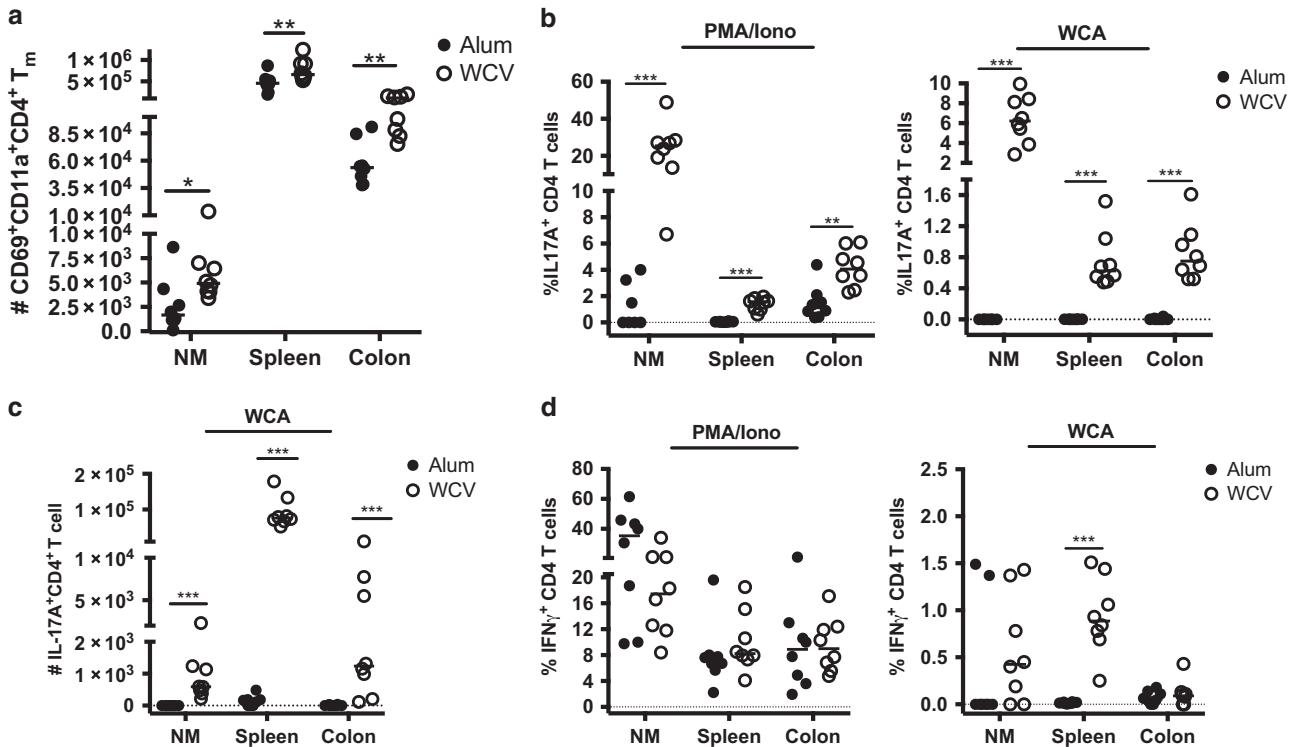 a
# CD69⁺CD11a⁺CD4⁺ Tₘ
1 × 10⁶
5 × 10⁵
8.5 × 10⁴
6.0 × 10⁴
3.5 × 10⁴
1.0 × 10⁴
1.0 × 10⁴
7.5 × 10³
5.0 × 10³
2.5 × 10³
0.0
*
**
**
NM Spleen Colon
Alum
WCV
b
PMA/Iono
%IL17A⁺ CD4 T cells
60
40
20
10
8
6
4
2
0
***
***
**
NM Spleen Colon
WCA
%IL17A⁺ CD4 T cells
10
8
6
4
2
1.6
1.2
0.8
0.4
0.0
***
***
***
NM Spleen Colon
Alum
WCV
c
WCA
# IL-17A⁺CD4⁺ T cell
2 × 10⁵
1 × 10⁵
1 × 10⁴
5 × 10³
2 × 10³
1 × 10³
0
***
***
***
NM Spleen Colon
Alum
WCV
d
PMA/Iono
% IFNγ⁺ CD4 T cells
80
60
40
20
20
16
12
8
4
0
NM Spleen Colon
WCA
% IFNγ⁺ CD4 T cells
2.5
2.0
1.5
1.0
0.5
0.0
***
NM Spleen Colon
Alum
WCV